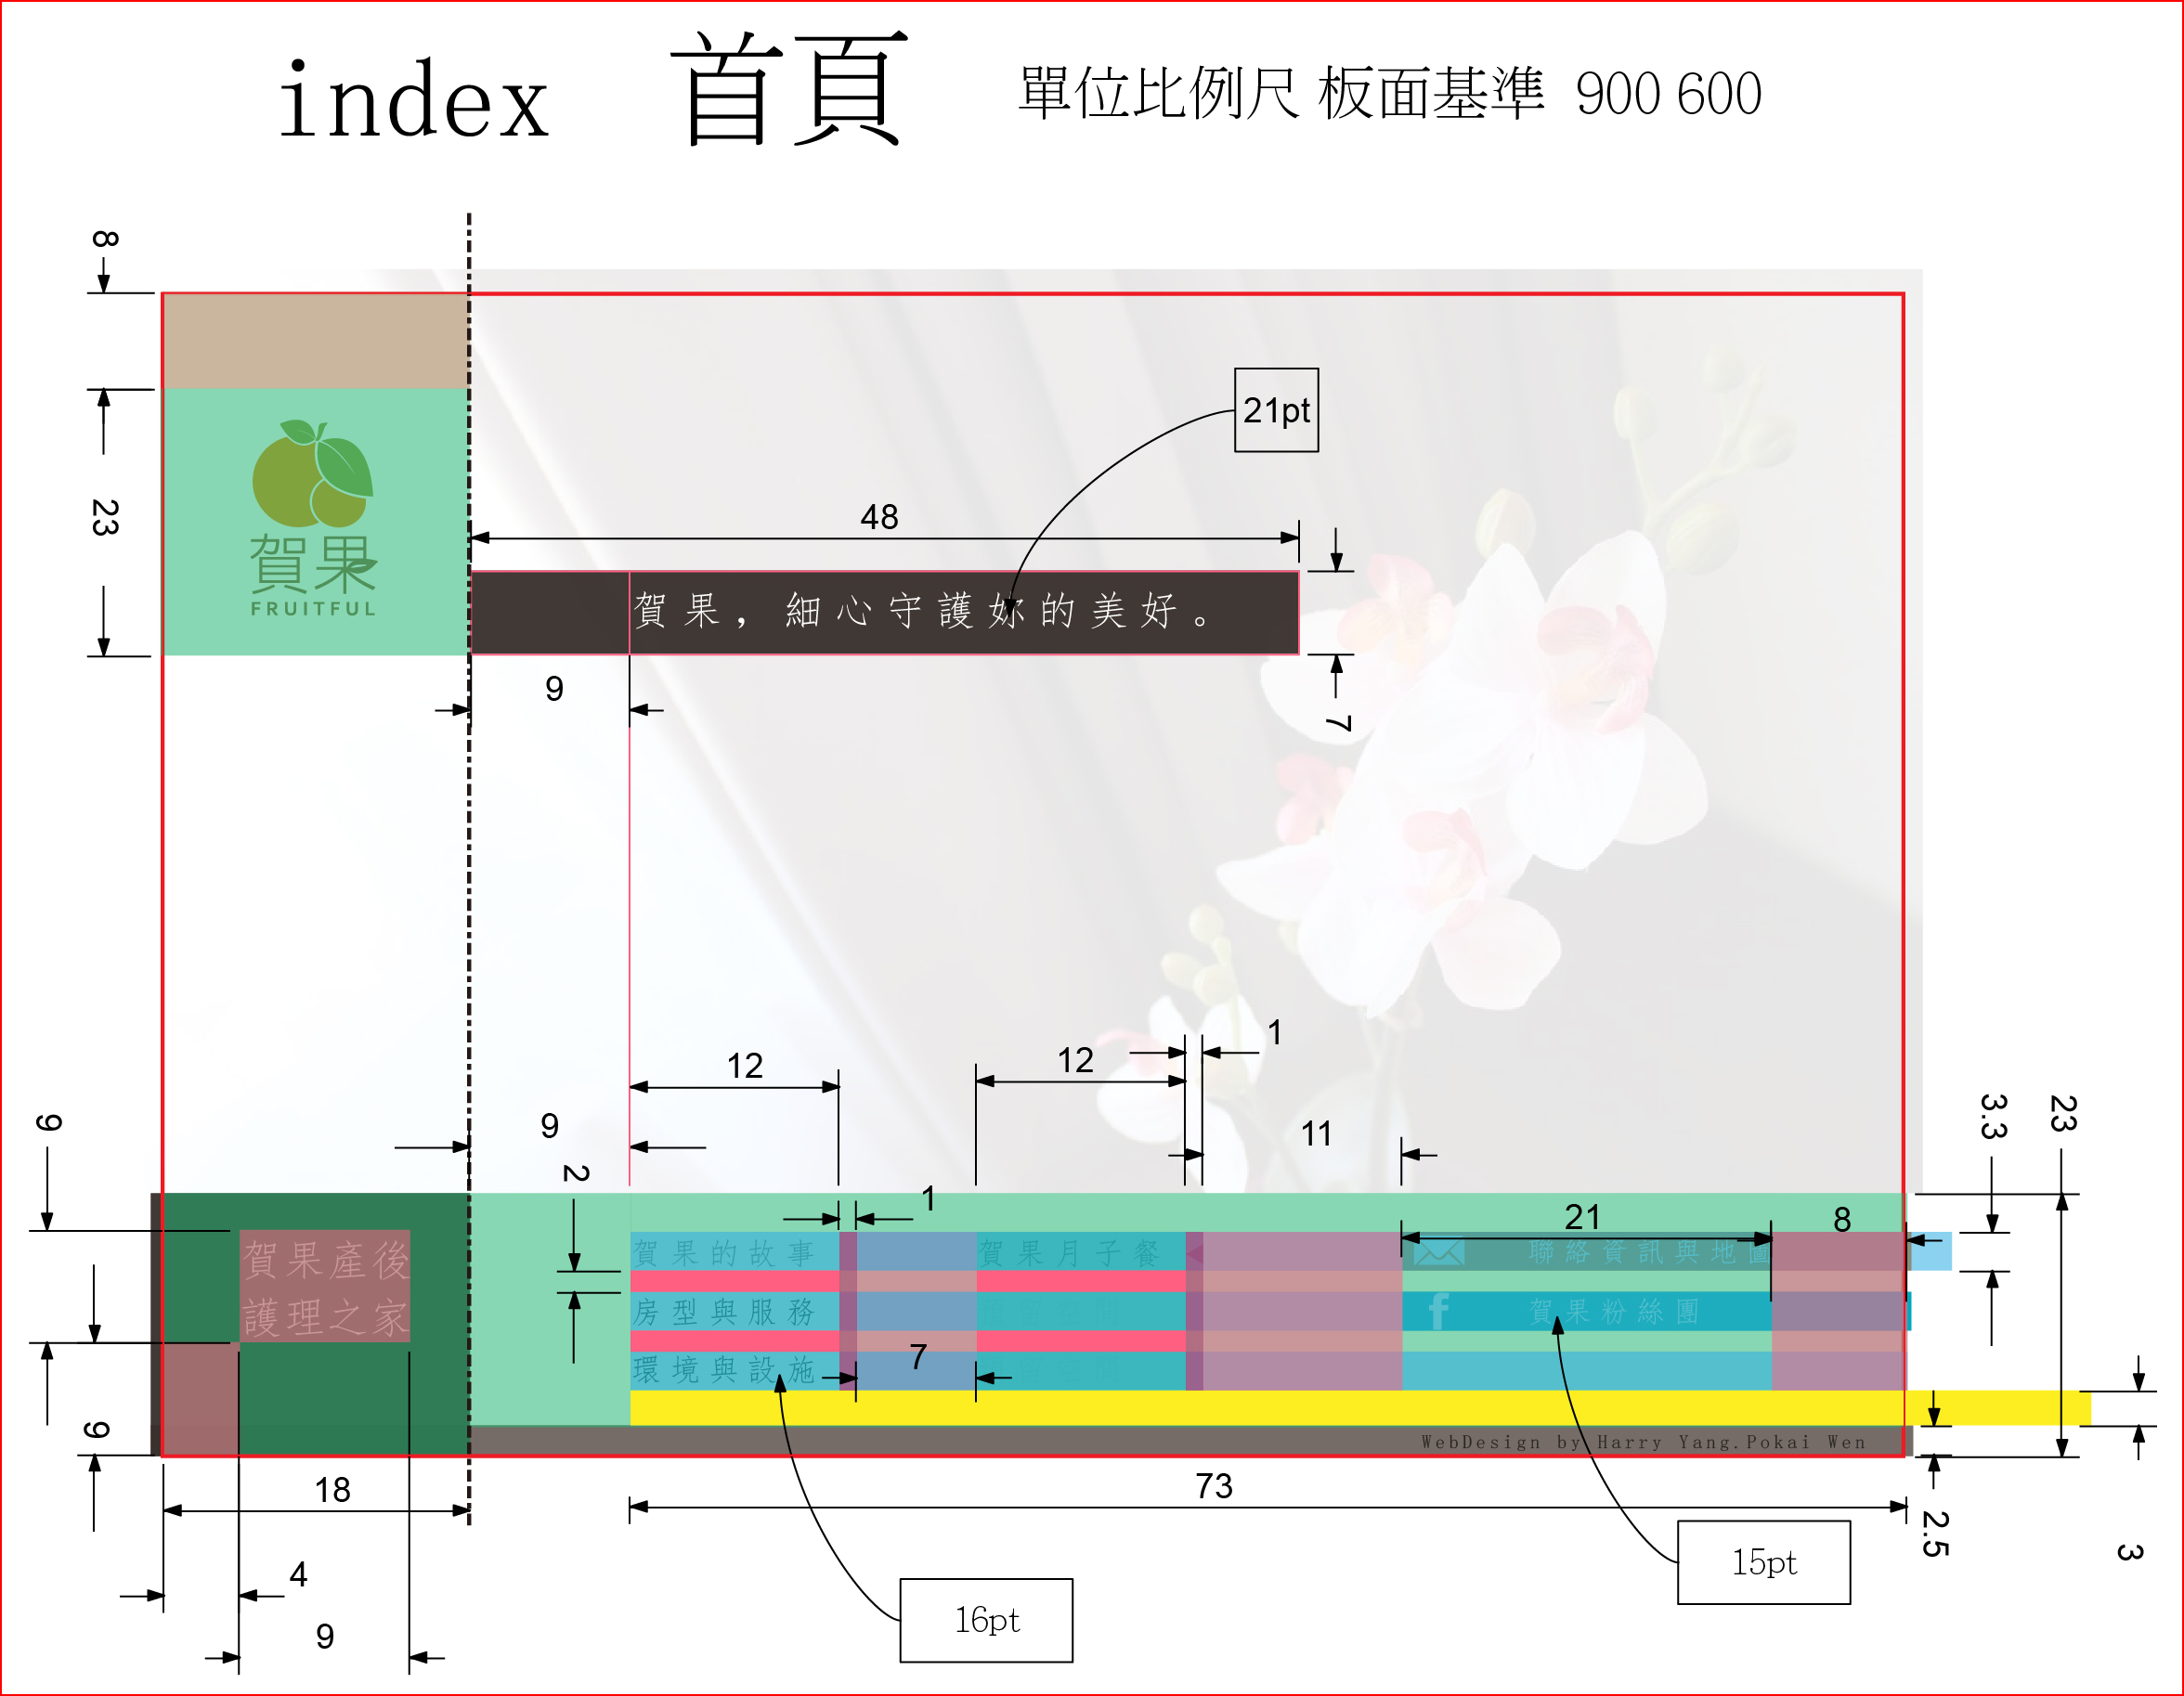 index 首頁 單位比例尺 板面基準 900 600
8
21pt
23
賀果
FRUITFUL
48
賀果，細心守護妳的美好。
9
7
1
12
12
9
9
11
3.3
23
2
1
21
8
賀果產後
護理之家
賀果的故事
賀果月子餐
聯絡資訊與地圖
房型與服務
f
賀果粉絲團
環境與設施
7
9
WebDesign by Harry Yang.Pokai Wen
18
73
2.5
3
4
15pt
9
16pt